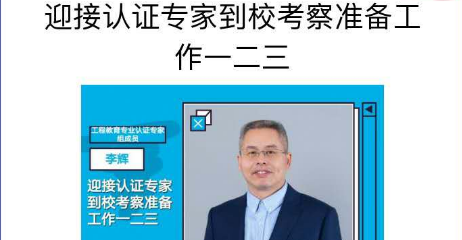 迎接认证专家到校考察准备工
作一二三
工程教育专业认证专家
组成员
李辉
迎接认证专家
到校考察准备
工作一二三